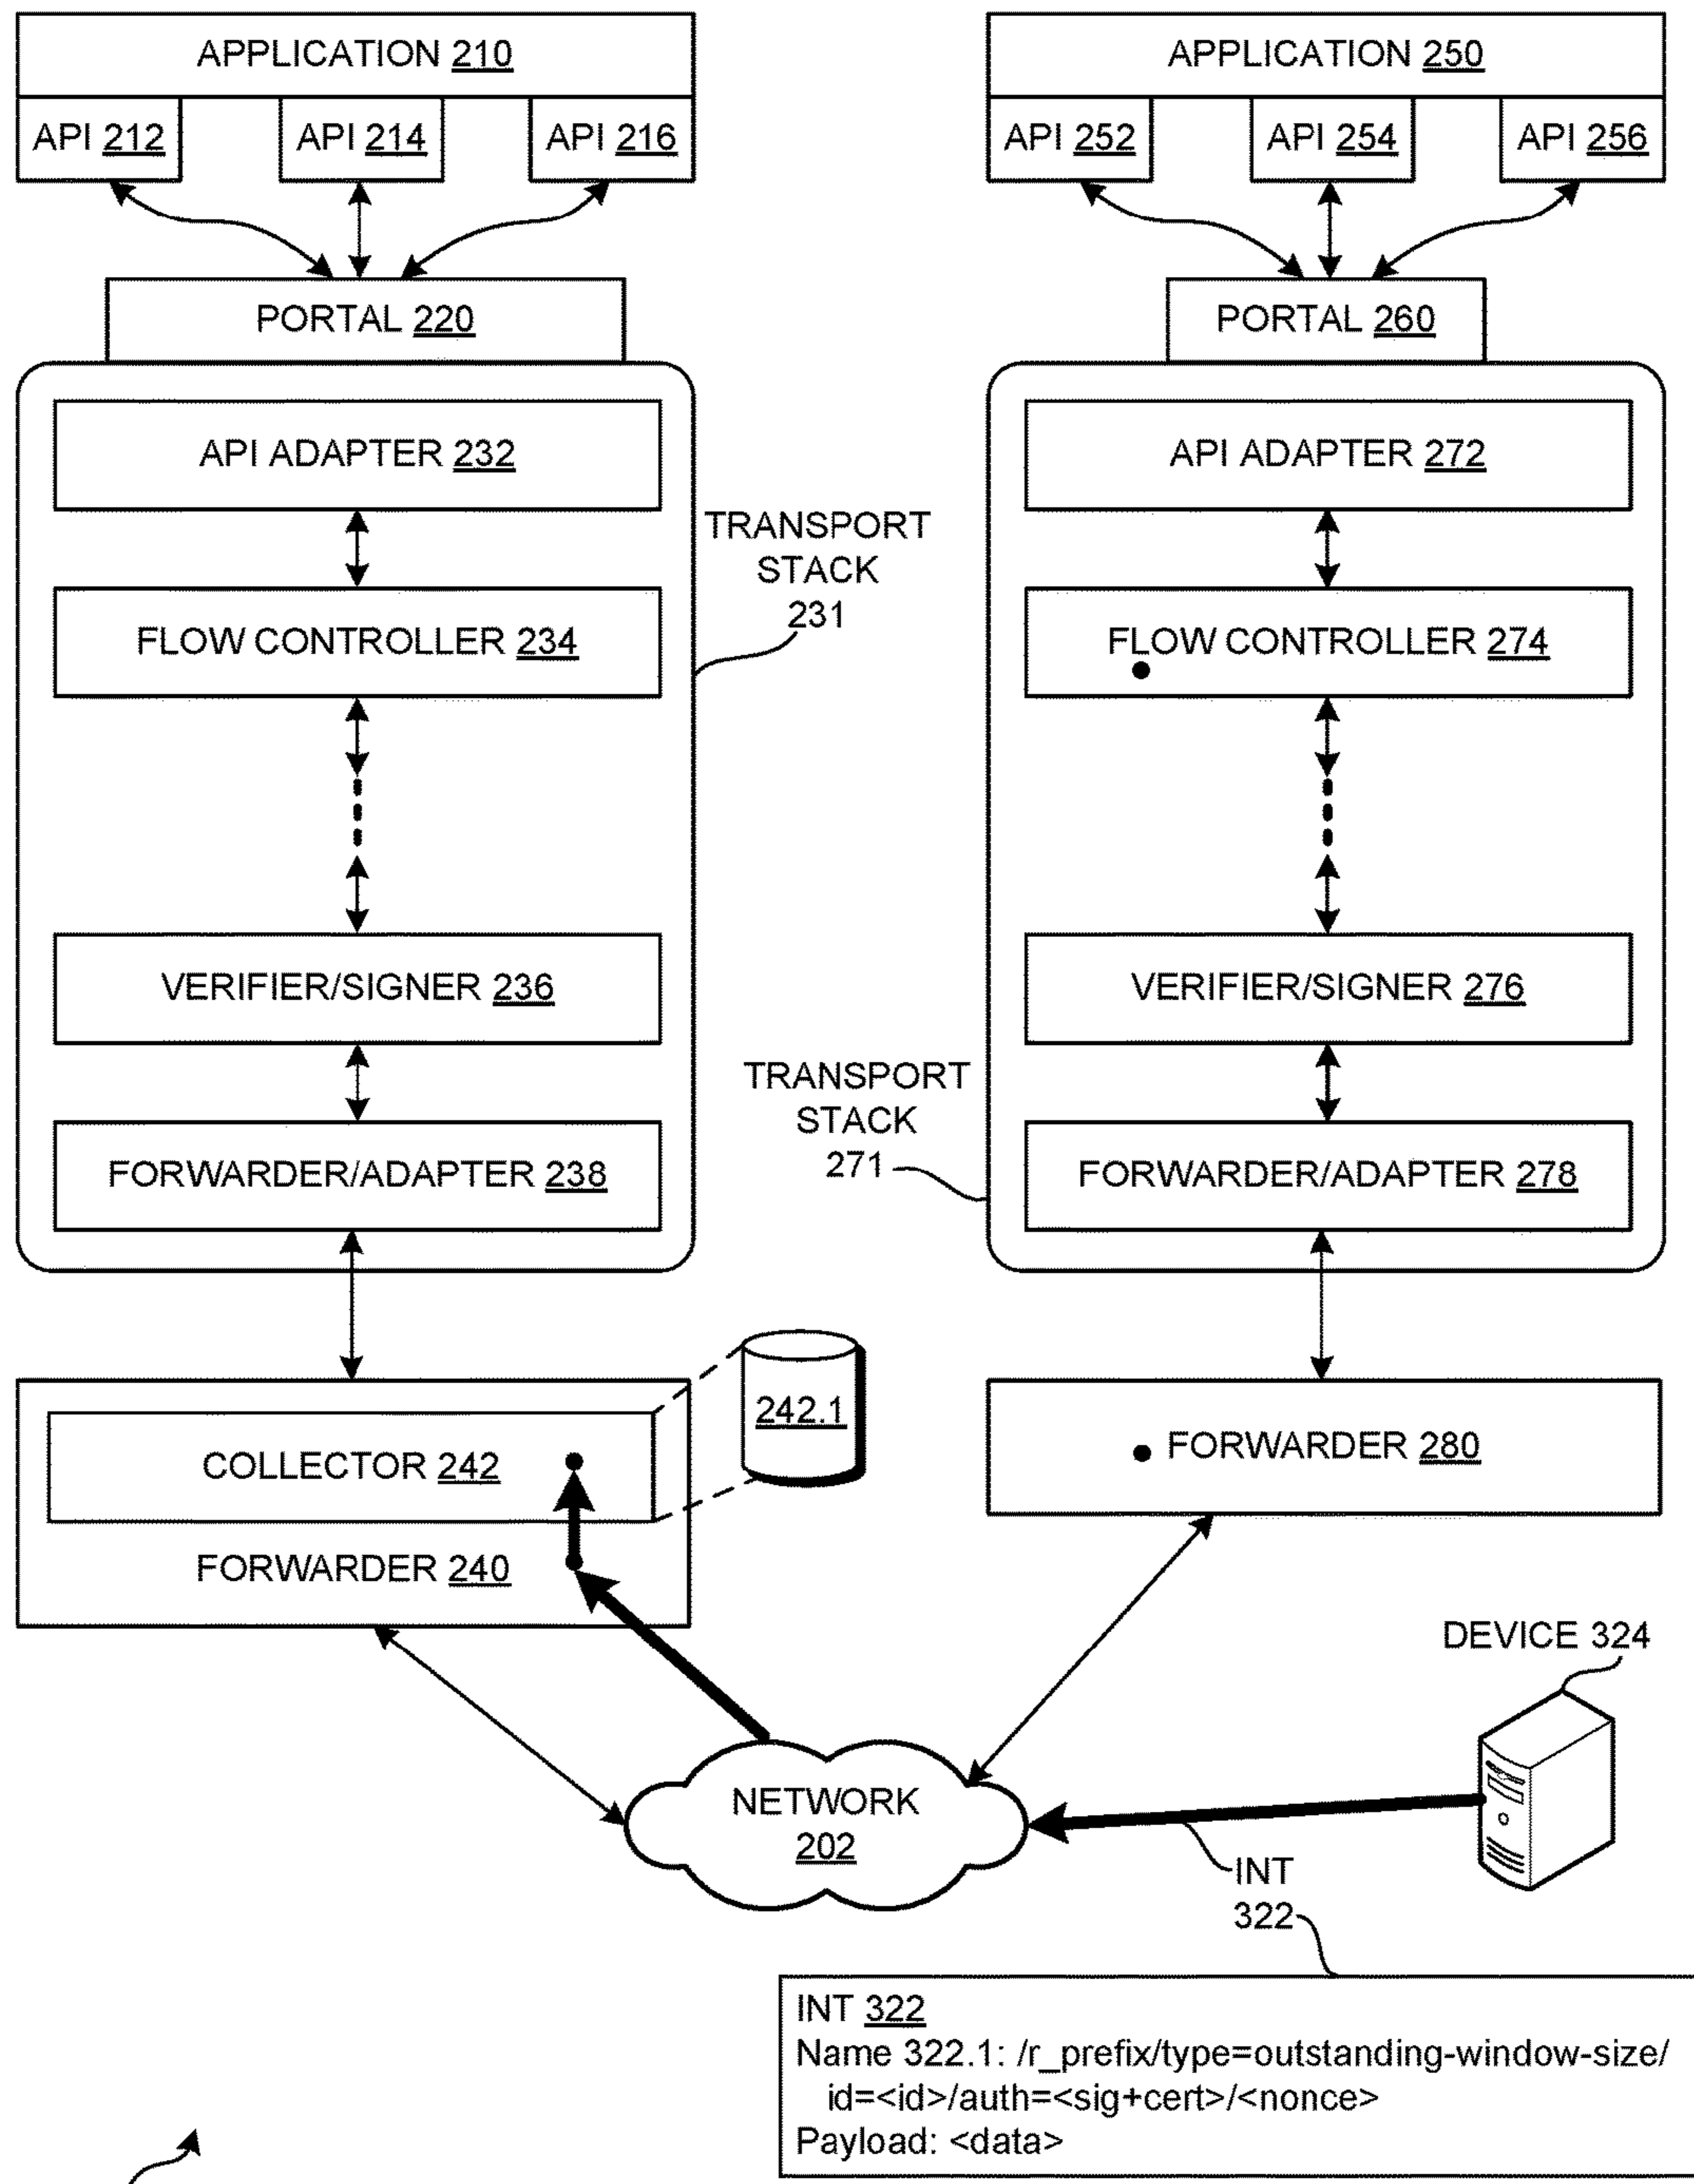 APPLICATION 210
API 212
API 214
API 216
PORTAL 220
API ADAPTER 232
FLOW CONTROLLER 234
VERIFIER/SIGNER 236
FORWARDER/ADAPTER 238
TRANSPORT
STACK
231
COLLECTOR 242
FORWARDER 240
242.1
APPLICATION 250
API 252
API 254
API 256
PORTAL 260
API ADAPTER 272
FLOW CONTROLLER 274
VERIFIER/SIGNER 276
FORWARDER/ADAPTER 278
TRANSPORT
STACK
271
FORWARDER 280
DEVICE 324
NETWORK
202
INT
322
INT 322
Name 322.1: /r_prefix/type=outstanding-window-size/
id=<id>/auth=<sig+cert>/<nonce>
Payload: <data>